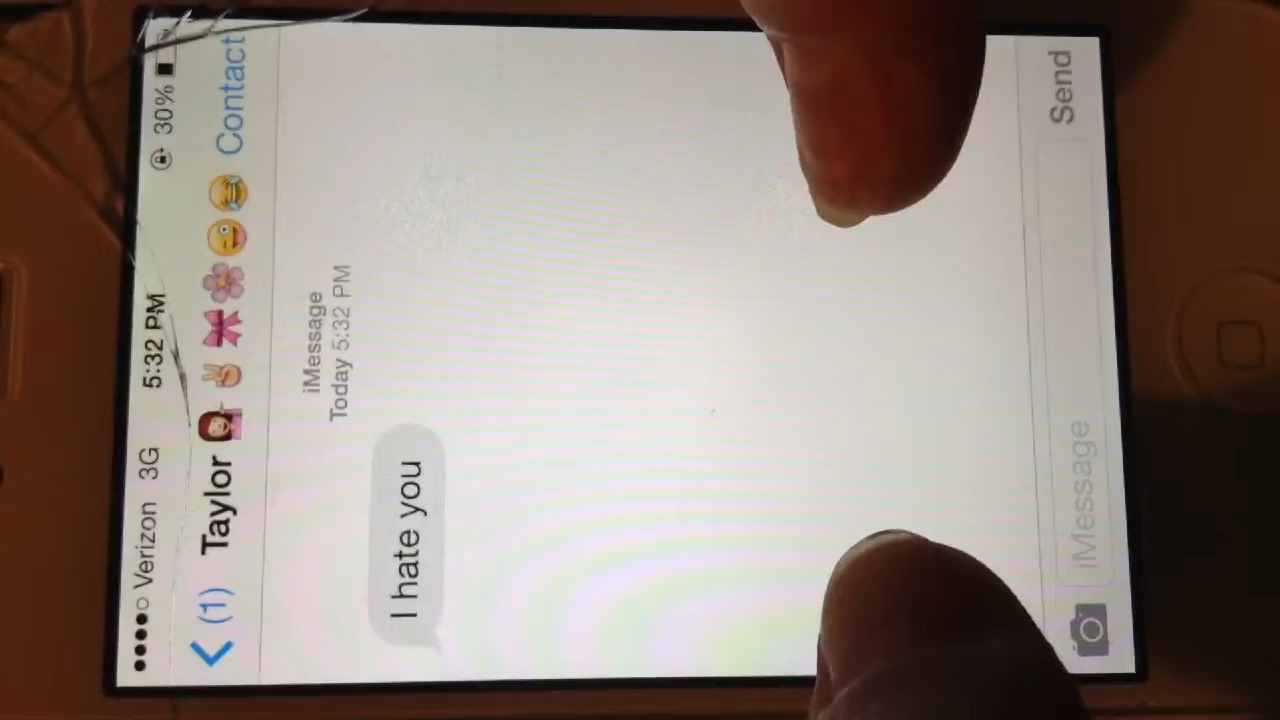 ●●●●○ Verizon 3G 5:32 PM 30%
(1) Taylor 💁✌️🎀🌸😜😂 Contact
iMessage
Today 5:32 PM
I hate you
iMessage Send